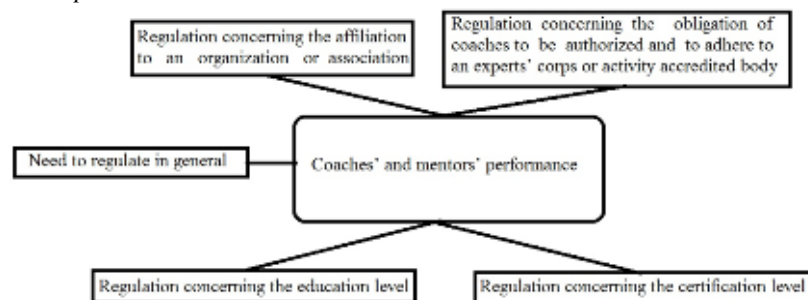 Regulation concerning the affiliation
to an organization or association
Regulation concerning the obligation of
coaches to be authorized and to adhere to
an experts' corps or activity accredited body
Need to regulate in general
Coaches' and mentors' performance
Regulation concerning the education level
Regulation concerning the certification level